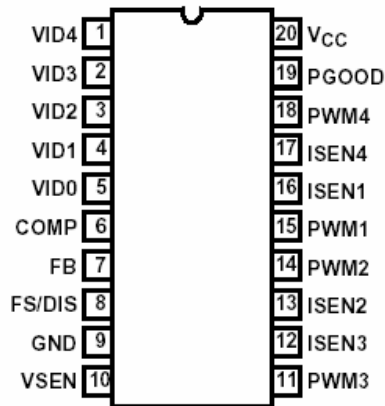 VID4 1 20 VCC
VID3 2 19 PGOOD
VID2 3 18 PWM4
VID1 4 17 ISEN4
VID0 5 16 ISEN1
COMP 6 15 PWM1
FB 7 14 PWM2
FS/DIS 8 13 ISEN2
GND 9 12 ISEN3
VSEN 10 11 PWM3